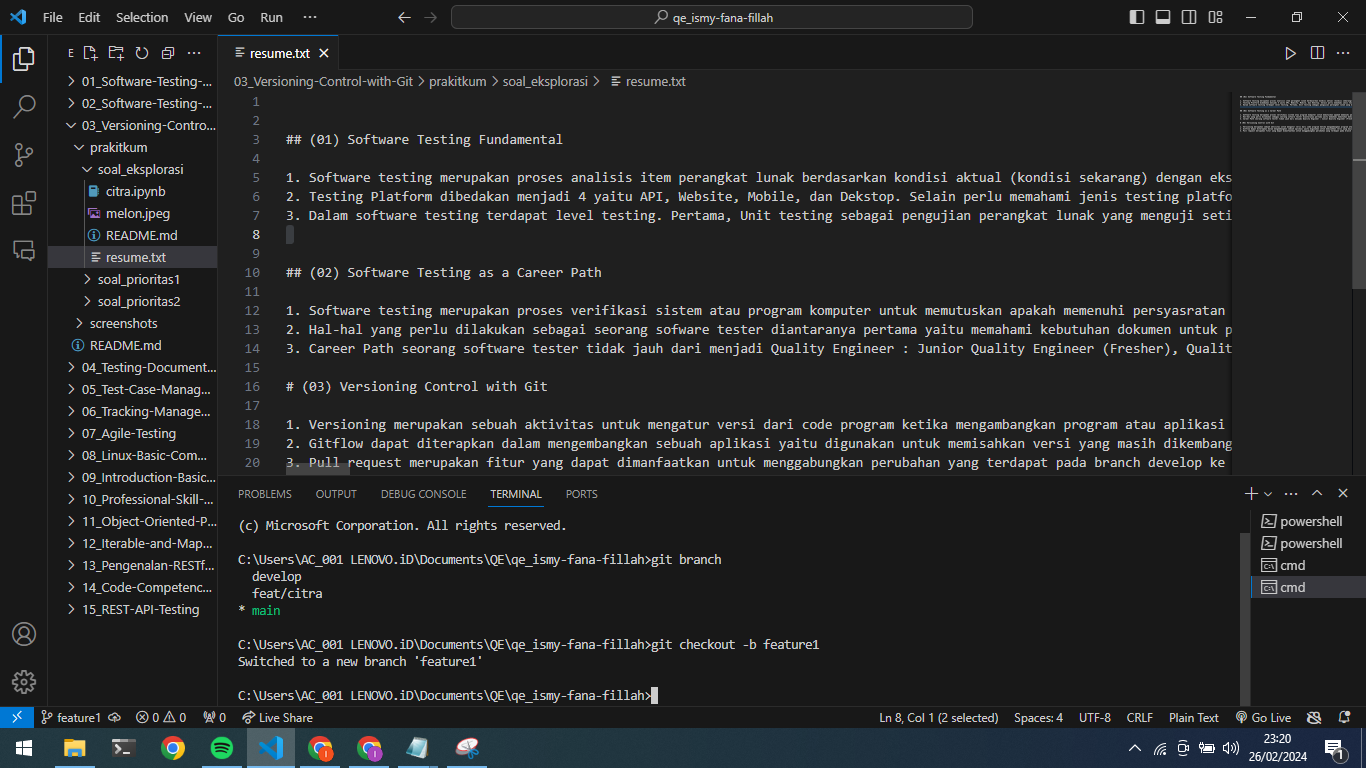 File Edit Selection View Go Run ··· qe_ismy-fana-fillah
E
resume.txt
01_Software-Testing-...
02_Software-Testing-...
03_Versioning-Contro...
prakitkum
soal_eksplorasi
citra.ipynb
melon.jpeg
README.md
resume.txt
soal_prioritas1
soal_prioritas2
screenshots
README.md
04_Testing-Document...
05_Test-Case-Manag...
06_Tracking-Manage...
07_Agile-Testing
08_Linux-Basic-Com...
09_Introduction-Basic...
10_Professional-Skill-...
11_Object-Oriented-P...
12_Iterable-and-Map...
13_Pengenalan-RESTf...
14_Code-Competenc...
15_REST-API-Testing
03_Versioning-Control-with-Git > prakitkum > soal_eksplorasi > resume.txt
1
2
3 ## (01) Software Testing Fundamental
4
5 1. Software testing merupakan proses analisis item perangkat lunak berdasarkan kondisi aktual (kondisi sekarang) dengan eks
6 2. Testing Platform dibedakan menjadi 4 yaitu API, Website, Mobile, dan Dekstop. Selain perlu memahami jenis testing platfo
7 3. Dalam software testing terdapat level testing. Pertama, Unit testing sebagai pengujian perangkat lunak yang menguji seti
8
9
10 ## (02) Software Testing as a Career Path
11
12 1. Software testing merupakan proses verifikasi sistem atau program komputer untuk memutuskan apakah memenuhi persyasratan
13 2. Hal-hal yang perlu dilakukan sebagai seorang sofware tester diantaranya pertama yaitu memahami kebutuhan dokumen untuk p
14 3. Career Path seorang software tester tidak jauh dari menjadi Quality Engineer : Junior Quality Engineer (Fresher), Qualit
15
16 # (03) Versioning Control with Git
17
18 1. Versioning merupakan sebuah aktivitas untuk mengatur versi dari code program ketika mengambangkan program atau aplikasi
19 2. Gitflow dapat diterapkan dalam mengembangkan sebuah aplikasi yaitu digunakan untuk memisahkan versi yang masih dikembang
20 3. Pull request merupakan fitur yang dapat dimanfaatkan untuk menggabungkan perubahan yang terdapat pada branch develop ke
PROBLEMS OUTPUT DEBUG CONSOLE TERMINAL PORTS
(c) Microsoft Corporation. All rights reserved.
C:\Users\AC_001 LENOVO.iD\Documents\QE\qe_ismy-fana-fillah>git branch
develop
feat/citra
* main
C:\Users\AC_001 LENOVO.iD\Documents\QE\qe_ismy-fana-fillah>git checkout -b feature1
Switched to a new branch 'feature1'
C:\Users\AC_001 LENOVO.iD\Documents\QE\qe_ismy-fana-fillah>
powershell
powershell
cmd
cmd
feature1 0 0 0 Live Share Ln 8, Col 1 (2 selected) Spaces: 4 UTF-8 CRLF Plain Text Go Live
23:20
26/02/2024
1